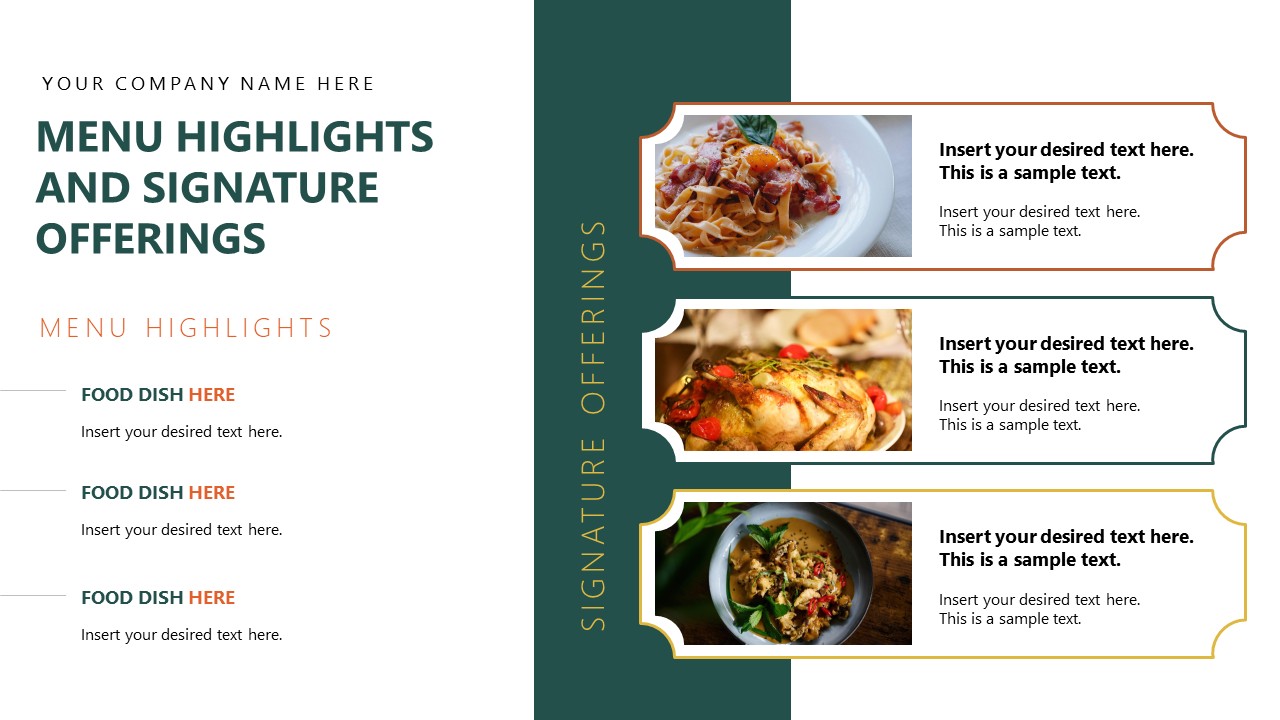 YOUR COMPANY NAME HERE
MENU HIGHLIGHTS
AND SIGNATURE
OFFERINGS
MENU HIGHLIGHTS
FOOD DISH HERE
Insert your desired text here.
FOOD DISH HERE
Insert your desired text here.
FOOD DISH HERE
Insert your desired text here.
SIGNATURE OFFERINGS
Insert your desired text here.
This is a sample text.
Insert your desired text here.
This is a sample text.
Insert your desired text here.
This is a sample text.
Insert your desired text here.
This is a sample text.
Insert your desired text here.
This is a sample text.
Insert your desired text here.
This is a sample text.